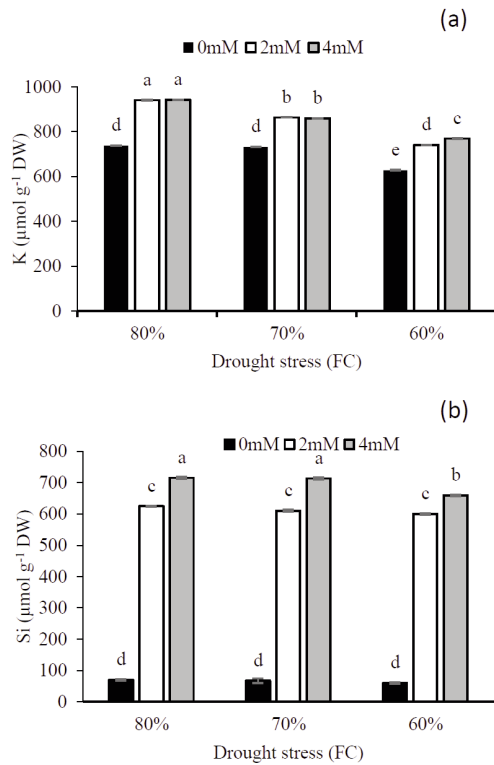 (a)
0mM 2mM 4mM
K (µmol g-1 DW)
1000
800
600
400
200
0
d a a
d b b
e d c
80% 70% 60%
Drought stress (FC)
(b)
0mM 2mM 4mM
Si (µmol g-1 DW)
800
700
600
500
400
300
200
100
0
d c a
d c a
d c b
80% 70% 60%
Drought stress (FC)